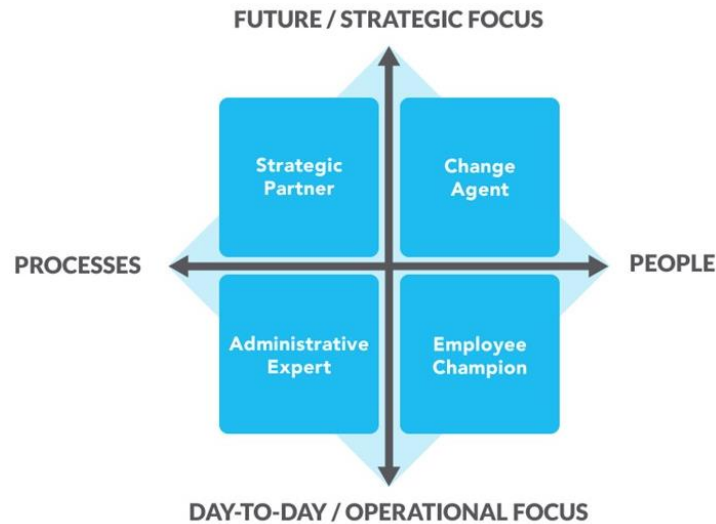 FUTURE / STRATEGIC FOCUS
Strategic
Partner
Change
Agent
PROCESSES
PEOPLE
Administrative
Expert
Employee
Champion
DAY-TO-DAY / OPERATIONAL FOCUS